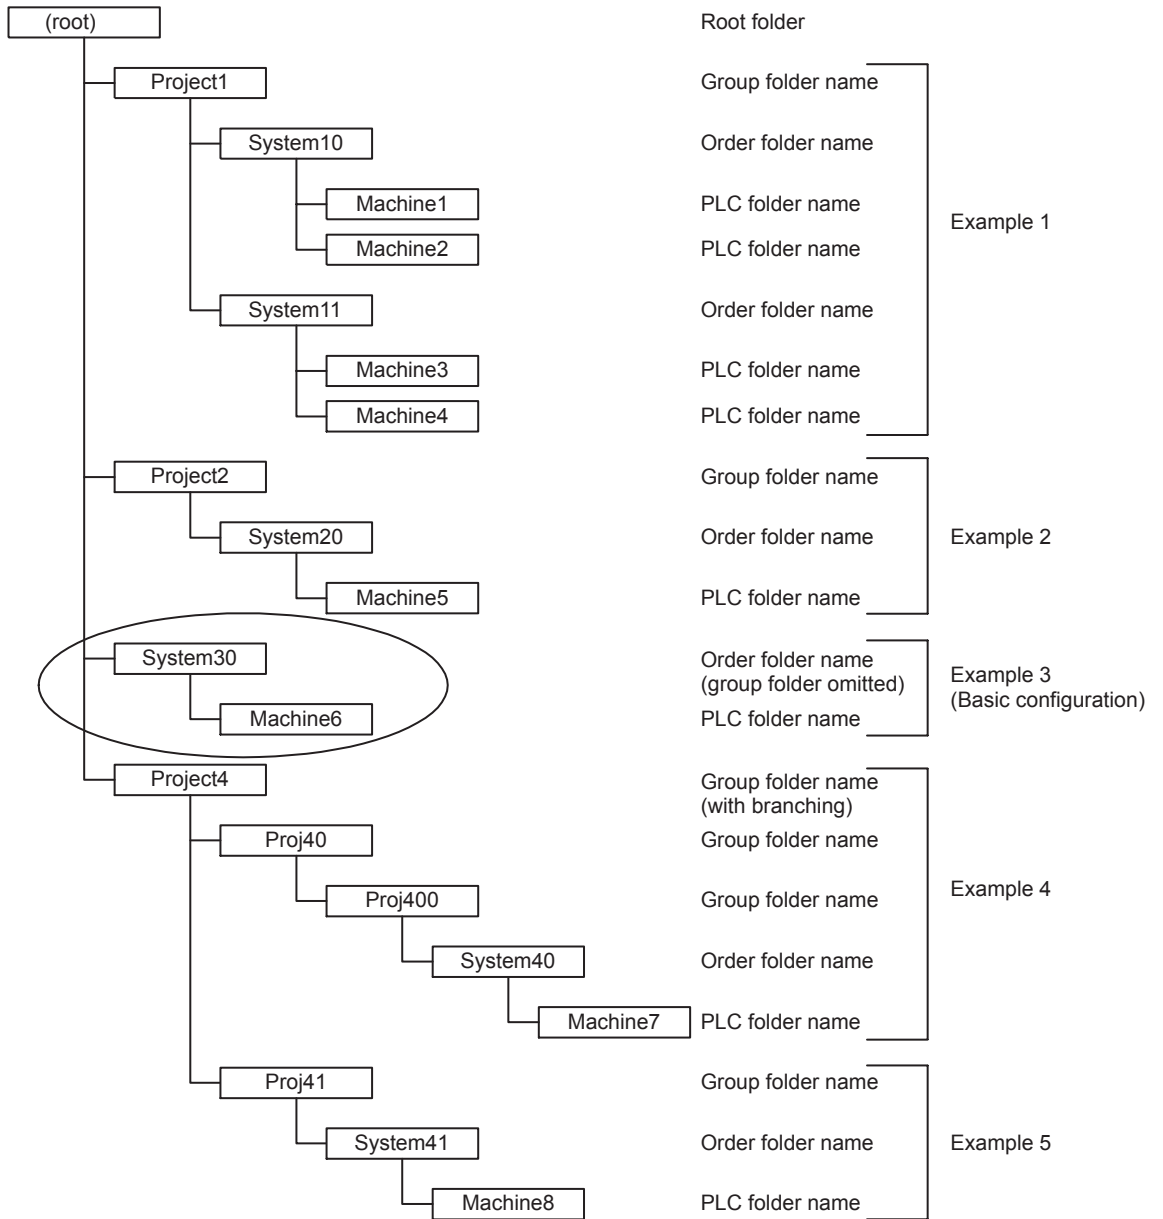 (root) Root folder
Project1 Group folder name
System10 Order folder name
Machine1 PLC folder name
Example 1
Machine2 PLC folder name
System11 Order folder name
Machine3 PLC folder name
Machine4 PLC folder name
Project2 Group folder name
System20 Order folder name Example 2
Machine5 PLC folder name
System30 Order folder name
(group folder omitted)
Example 3
(Basic configuration)
Machine6 PLC folder name
Project4 Group folder name
(with branching)
Proj40 Group folder name
Example 4
Proj400 Group folder name
System40 Order folder name
Machine7 PLC folder name
Proj41 Group folder name
System41 Order folder name Example 5
Machine8 PLC folder name